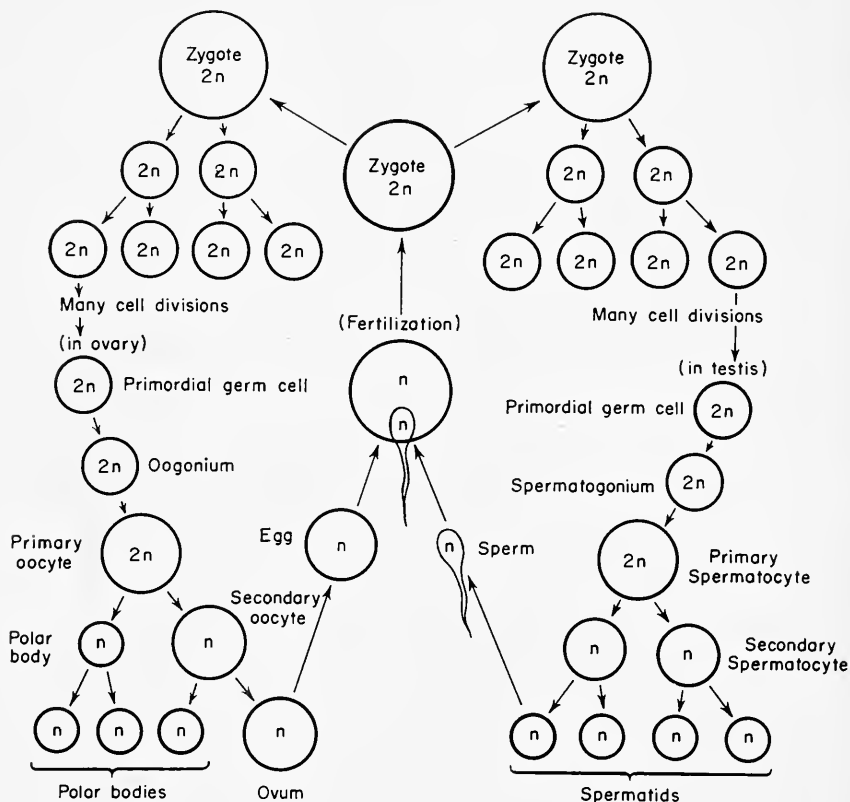 Zygote
2n
Zygote
2n
Zygote
2n
2n 2n
2n 2n
2n 2n 2n 2n
2n 2n 2n 2n
Many cell divisions
(in ovary)
(Fertilization)
Many cell divisions
(in testis)
2n Primordial germ cell
n
n
Primordial germ cell 2n
2n Oogonium
Spermatogonium 2n
Primary
oocyte
2n
Egg
n
n
Sperm
2n
Primary
Spermatocyte
Polar
body
n
Secondary
oocyte
n
n
n
Secondary
Spermatocyte
n n n n
n n n n
Polar bodies
Ovum
Spermatids